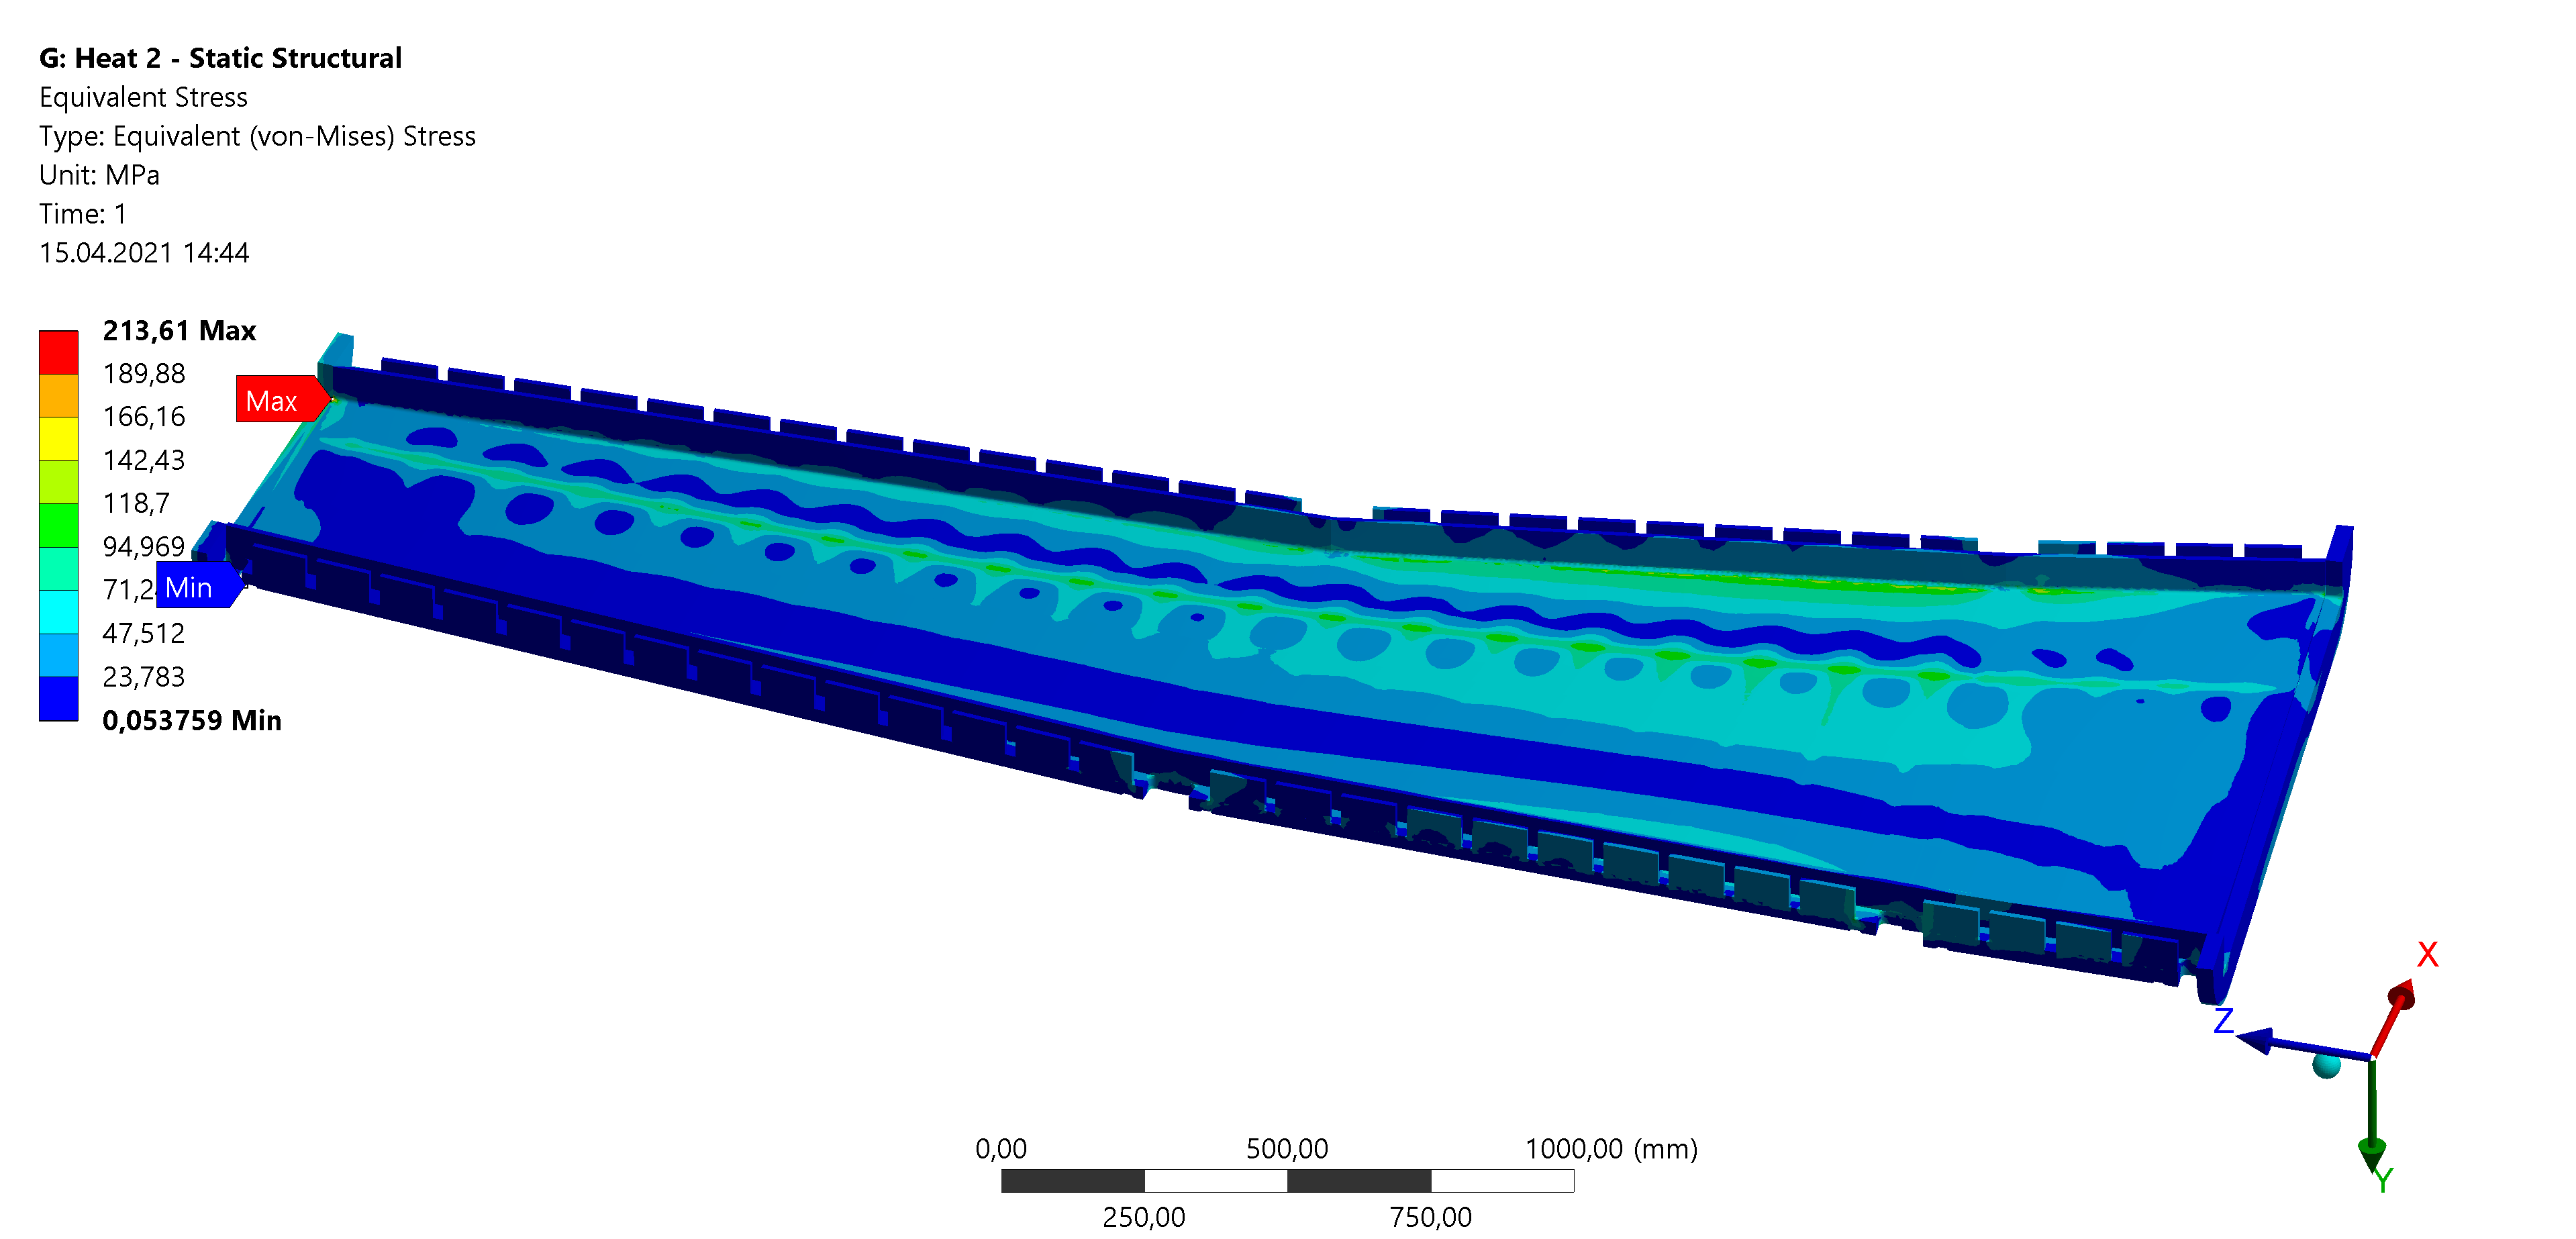 G: Heat 2 - Static Structural
Equivalent Stress
Type: Equivalent (von-Mises) Stress
Unit: MPa
Time: 1
15.04.2021 14:44
213,61 Max
189,88
166,16
142,43
118,7
94,969
71,2
47,512
23,783
0,053759 Min
Max
Min
X
Z
Y
0,00 500,00 1000,00 (mm)
250,00 750,00